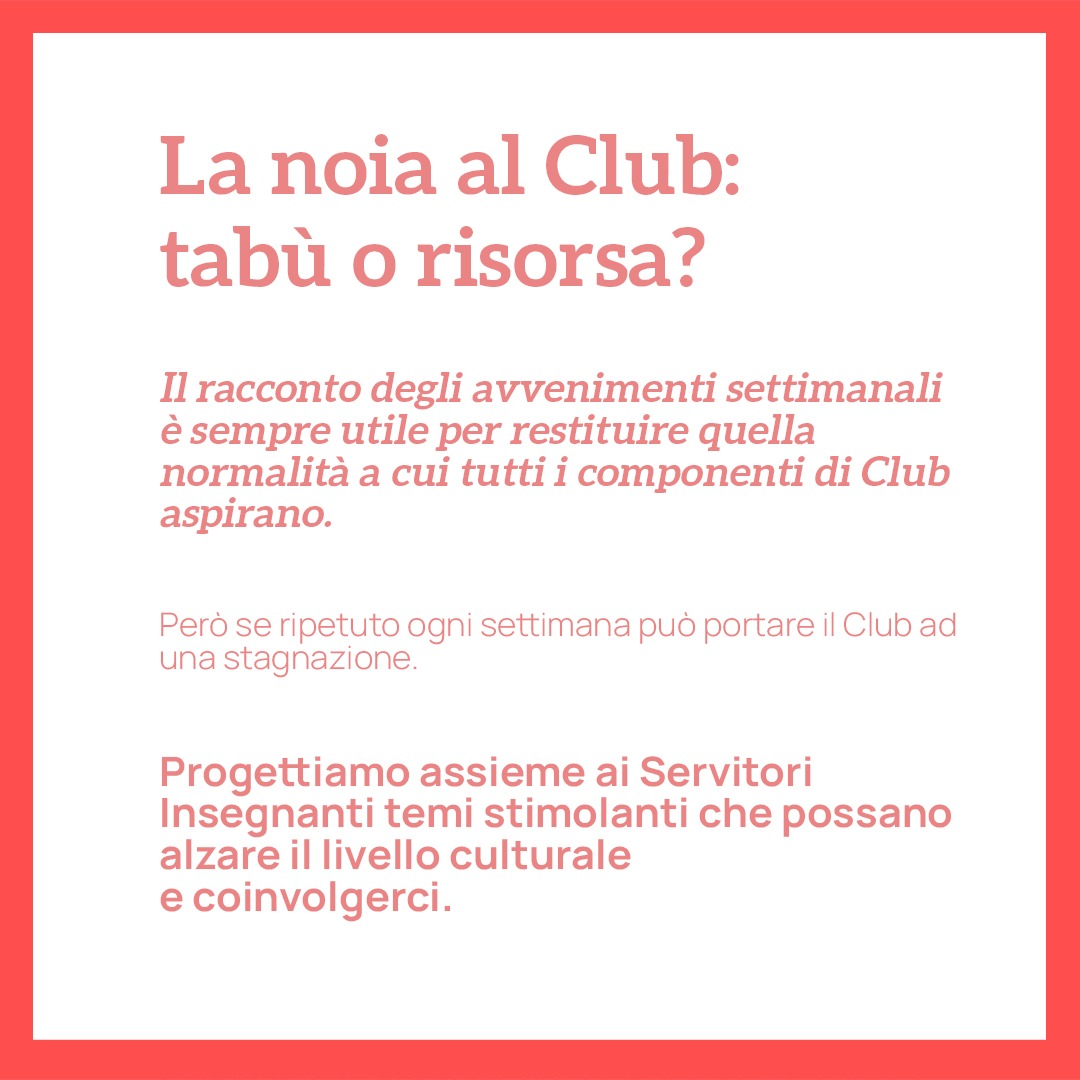 La noia al Club:
tabù o risorsa?
Il racconto degli avvenimenti settimanali
è sempre utile per restituire quella
normalità a cui tutti i componenti di Club
aspirano.
Però se ripetuto ogni settimana può portare il Club ad
una stagnazione.
Progettiamo assieme ai Servitori
Insegnanti temi stimolanti che possano
alzare il livello culturale
e coinvolgerci.